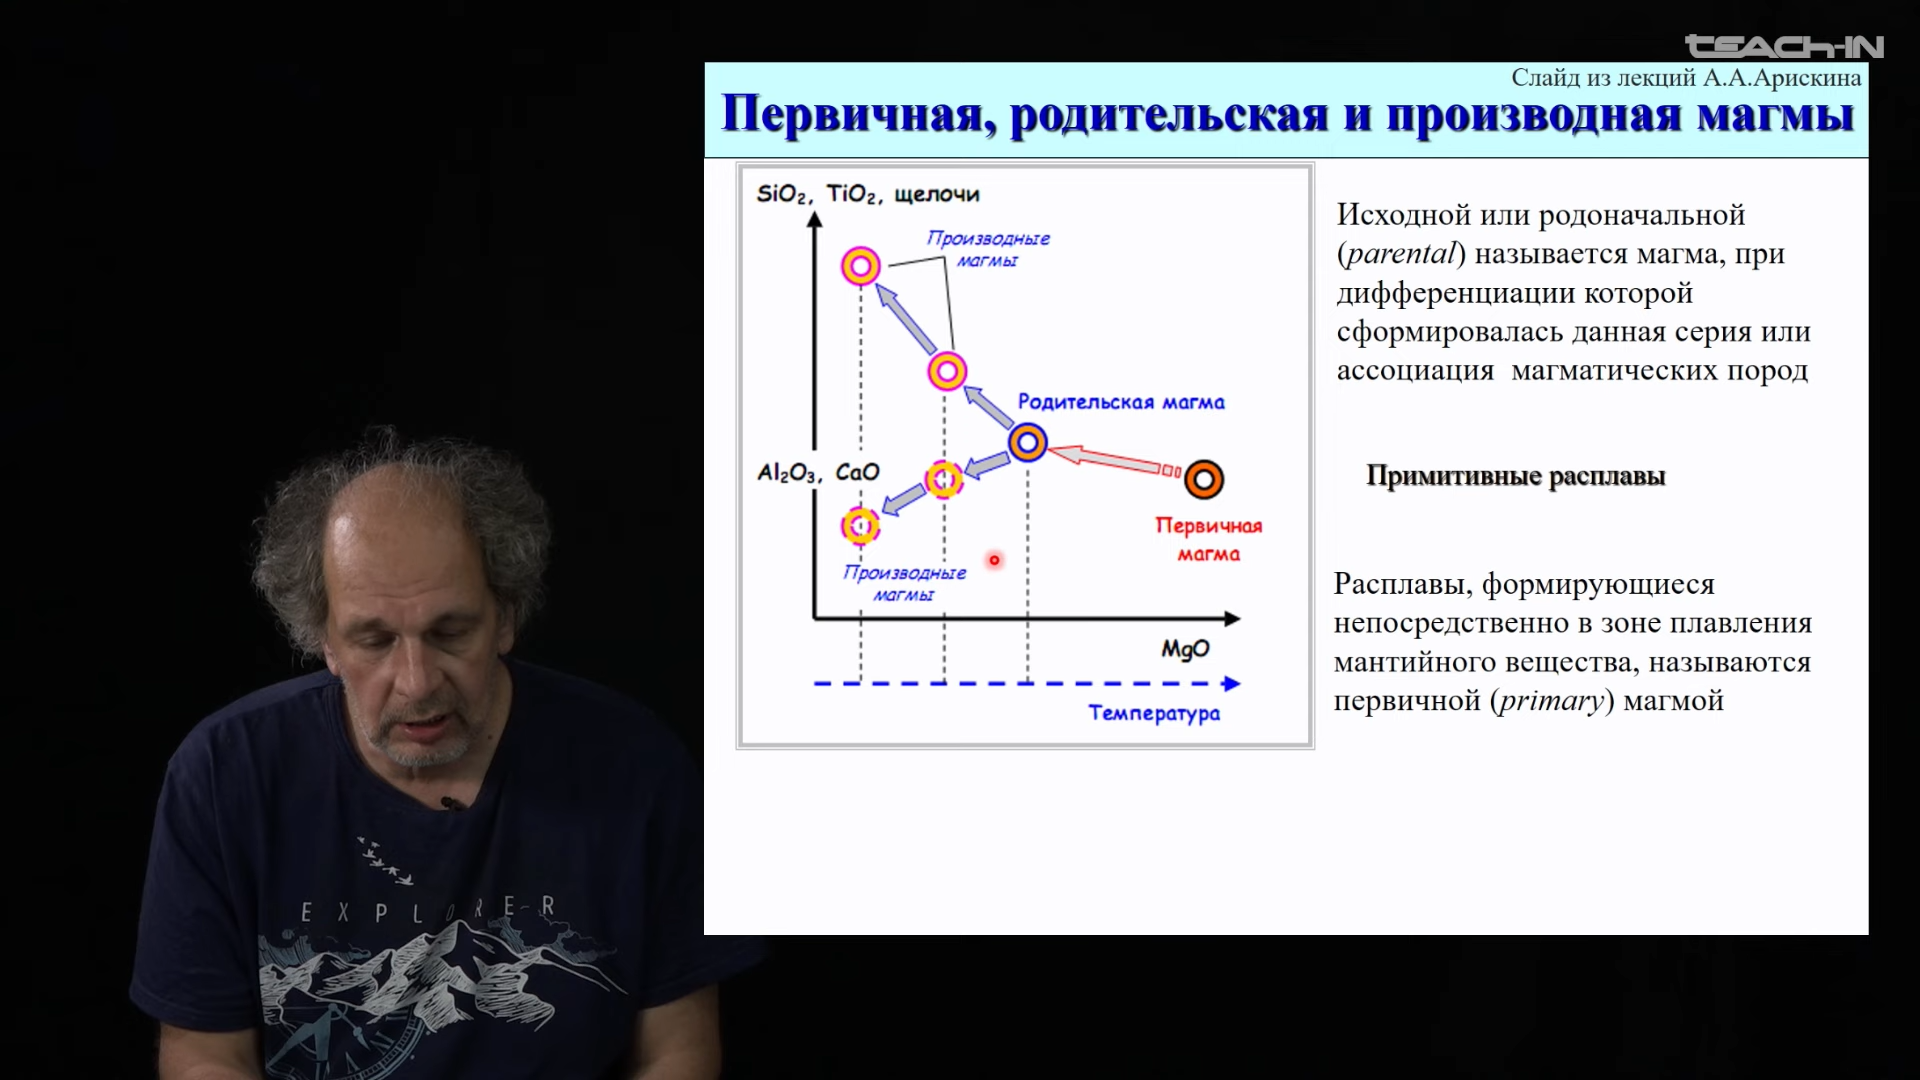 TEACH-IN
Слайд из лекций А.А.Арискина
Первичная, родительская и производная магмы
SiO₂, TiO₂, щелочи
Производные
магмы
Родительская магма
Al₂O₃, CaO
Первичная
магма
Производные
магмы
MgO
Температура
Исходной или родоначальной
(parental) называется магма, при
дифференциации которой
сформировалась данная серия или
ассоциация магматических пород
Примитивные расплавы
Расплавы, формирующиеся
непосредственно в зоне плавления
мантийного вещества, называются
первичной (primary) магмой
EXPLORER